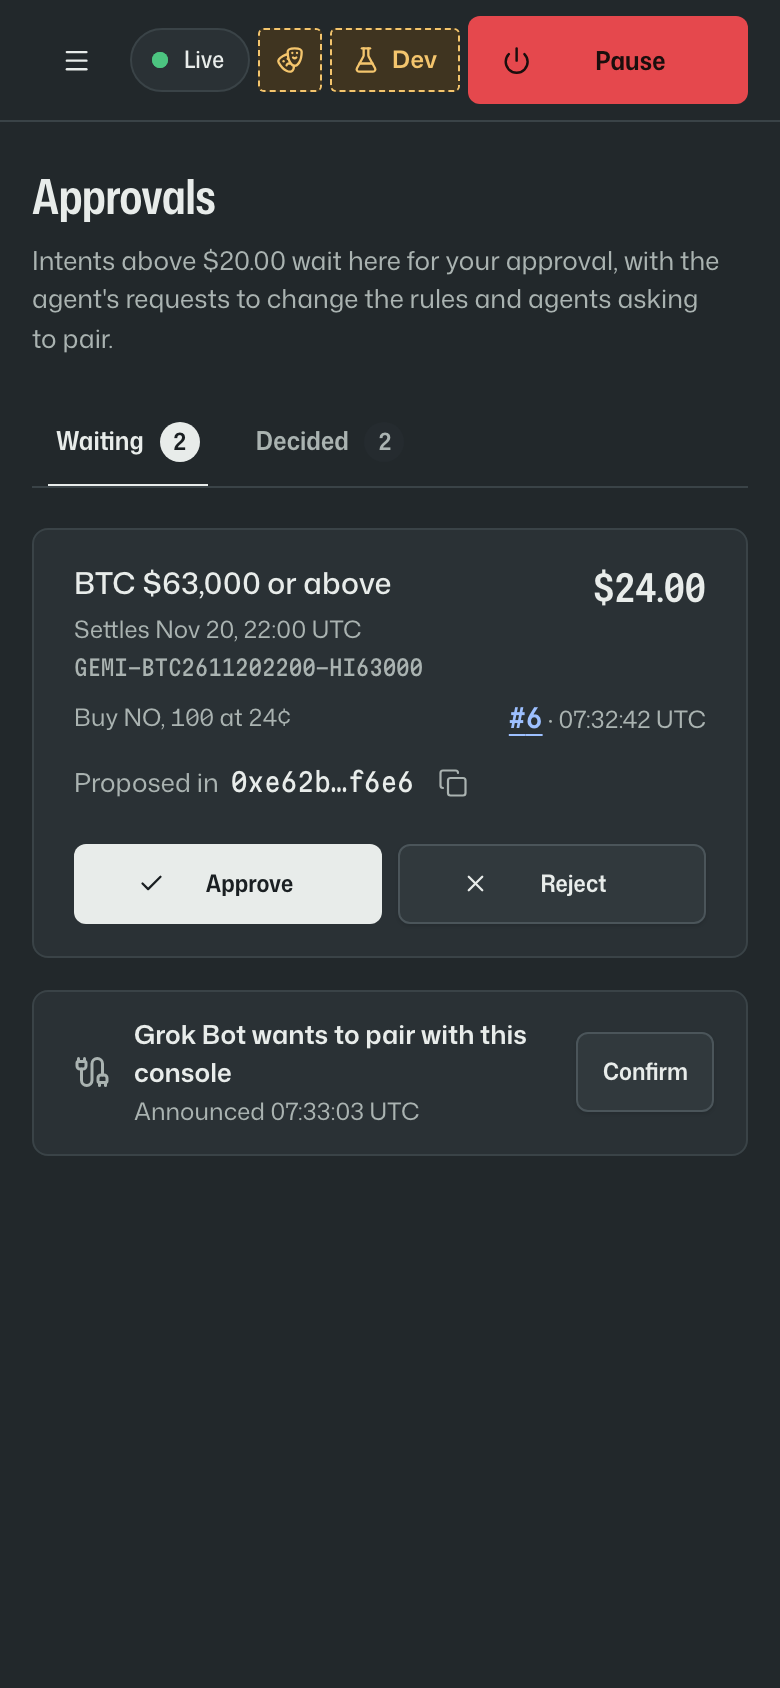 Live
Dev
Pause
Approvals
Intents above $20.00 wait here for your approval, with the
agent's requests to change the rules and agents asking
to pair.
Waiting 2
Decided 2
BTC $63,000 or above
$24.00
Settles Nov 20, 22:00 UTC
GEMI-BTC2611202200-HI63000
Buy NO, 100 at 24¢
#6 · 07:32:42 UTC
Proposed in 0xe62b…f6e6
Approve
Reject
Grok Bot wants to pair with this
console
Announced 07:33:03 UTC
Confirm